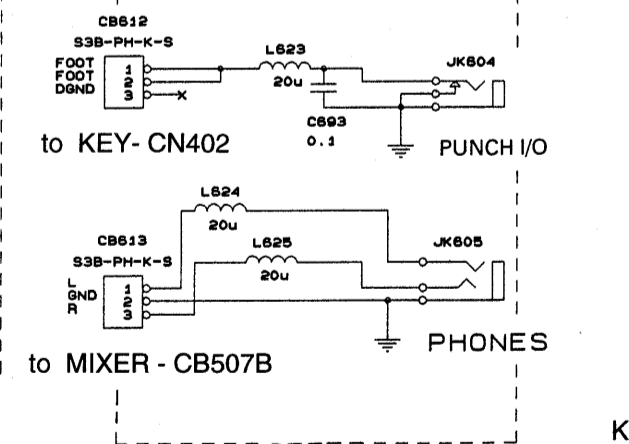 CB612
S3B-PH-K-S
FOOT
FOOT
DGND
1
2
3
L623
20u
C693
0.1
JK604
to KEY- CN402
PUNCH I/O
L624
20u
CB613
S3B-PH-K-S
L625
20u
JK605
L
GND
R
1
2
3
PHONES
to MIXER - CB507B
K